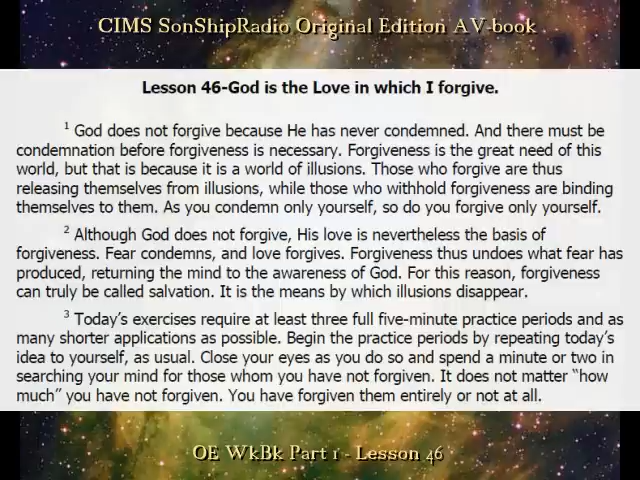 CIMS SonShipRadio Original Edition AV-book
Lesson 46-God is the Love in which I forgive.
1 God does not forgive because He has never condemned. And there must be
condemnation before forgiveness is necessary. Forgiveness is the great need of this
world, but that is because it is a world of illusions. Those who forgive are thus
releasing themselves from illusions, while those who withhold forgiveness are binding
themselves to them. As you condemn only yourself, so do you forgive only yourself.
2 Although God does not forgive, His love is nevertheless the basis of
forgiveness. Fear condemns, and love forgives. Forgiveness thus undoes what fear has
produced, returning the mind to the awareness of God. For this reason, forgiveness
can truly be called salvation. It is the means by which illusions disappear.
3 Today's exercises require at least three full five-minute practice periods and as
many shorter applications as possible. Begin the practice periods by repeating today's
idea to yourself, as usual. Close your eyes as you do so and spend a minute or two in
searching your mind for those whom you have not forgiven. It does not matter “how
much” you have not forgiven. You have forgiven them entirely or not at all.
OE WkBk Part 1 - Lesson 46